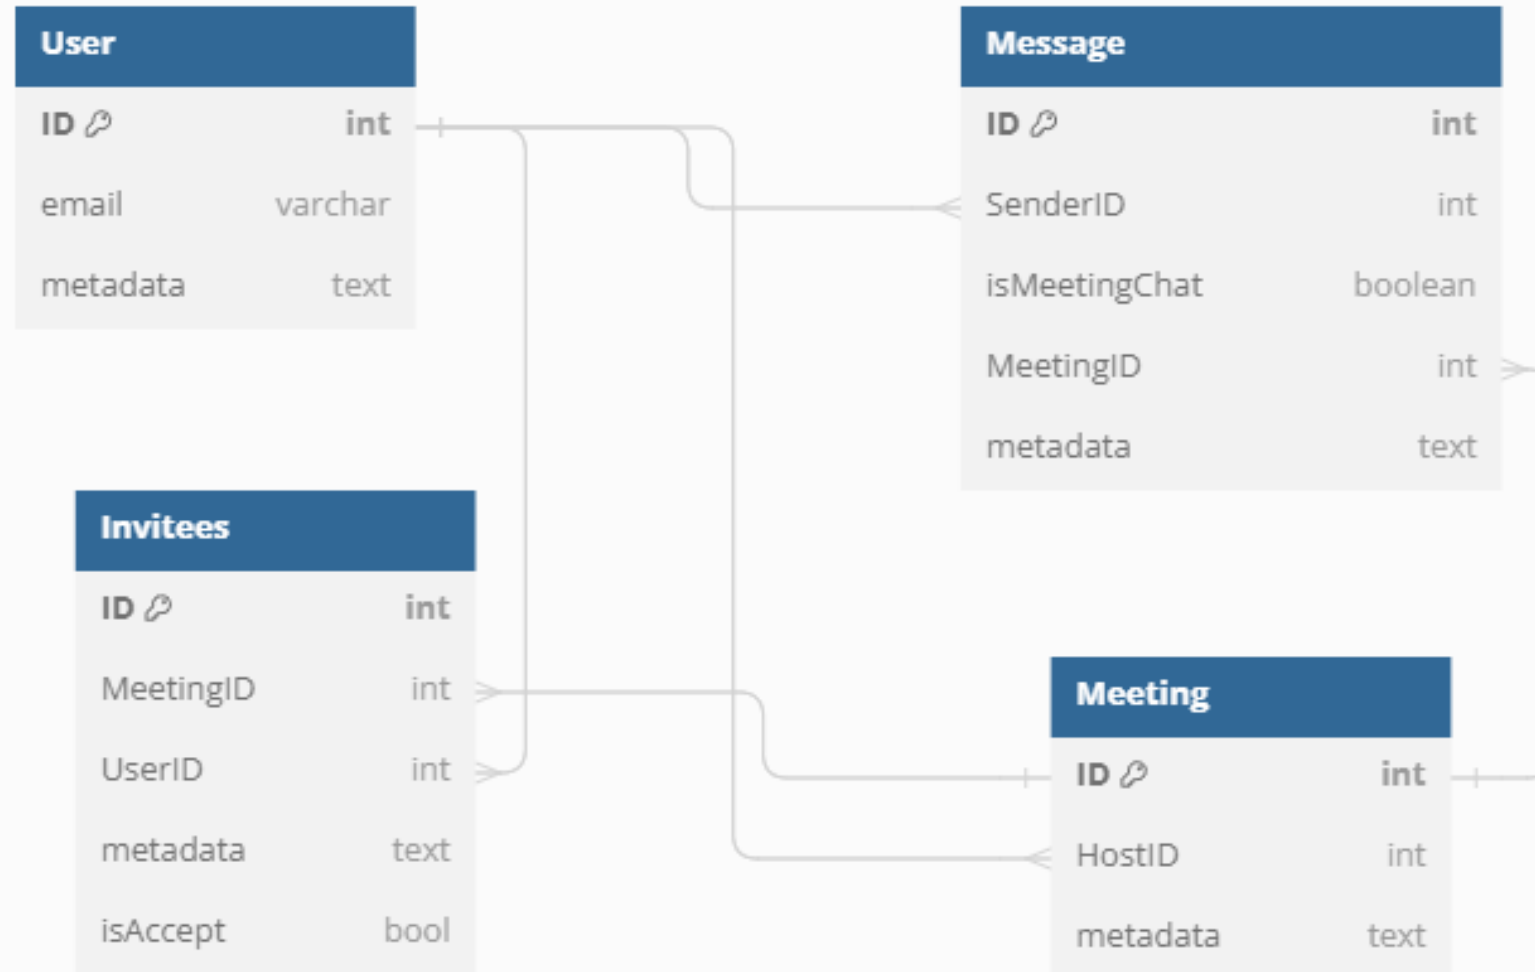 User
ID int
email varchar
metadata text
Message
ID int
SenderID int
isMeetingChat boolean
MeetingID int
metadata text
Invitees
ID int
MeetingID int
UserID int
metadata text
isAccept bool
Meeting
ID int
HostID int
metadata text